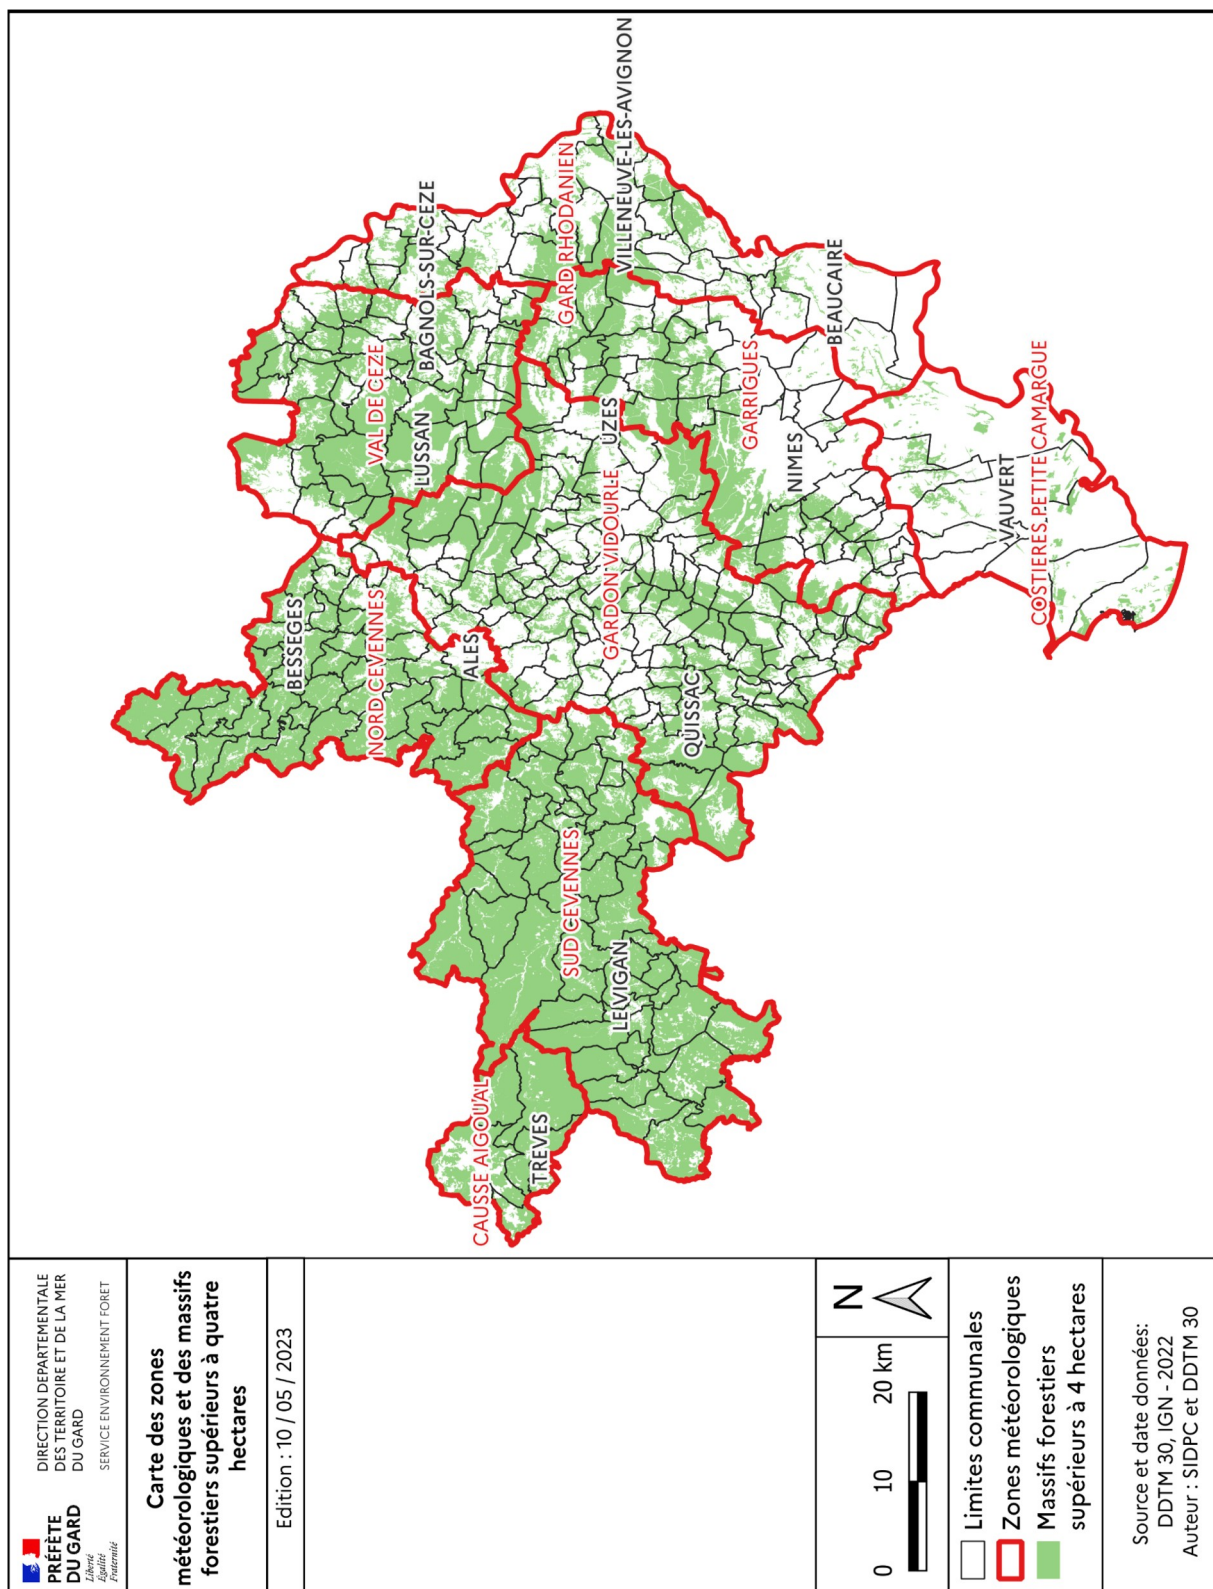 PRÉFÈTE
DU GARD
Liberté
Égalité
Fraternité
DIRECTION DEPARTEMENTALE
DES TERRITOIRE ET DE LA MER
DU GARD
SERVICE ENVIRONNEMENT FORET
Carte des zones
météorologiques et des massifs
forestiers supérieurs à quatre
hectares
Edition : 10 / 05 / 2023
N
0 10 20 km
Limites communales
Zones météorologiques
Massifs forestiers
supérieurs à 4 hectares
Source et date données:
DDTM 30, IGN - 2022
Auteur : SIDPC et DDTM 30
BESSEGES
NORD CEVENNES
VAL DE CEZE
LUSSAN
BAGNOLS-SUR-CEZE
ALES
CAUSSE AIGOUAL
TREVES
SUD CEVENNES
GARD RHODANIEN
UZES
GARDON VIDOURLE
LE VIGAN
VILLENEUVE-LES-AVIGNON
QUISSAC
GARRIGUES
NIMES
BEAUCAIRE
VAUVERT
COSTIERES PETITE CAMARGUE